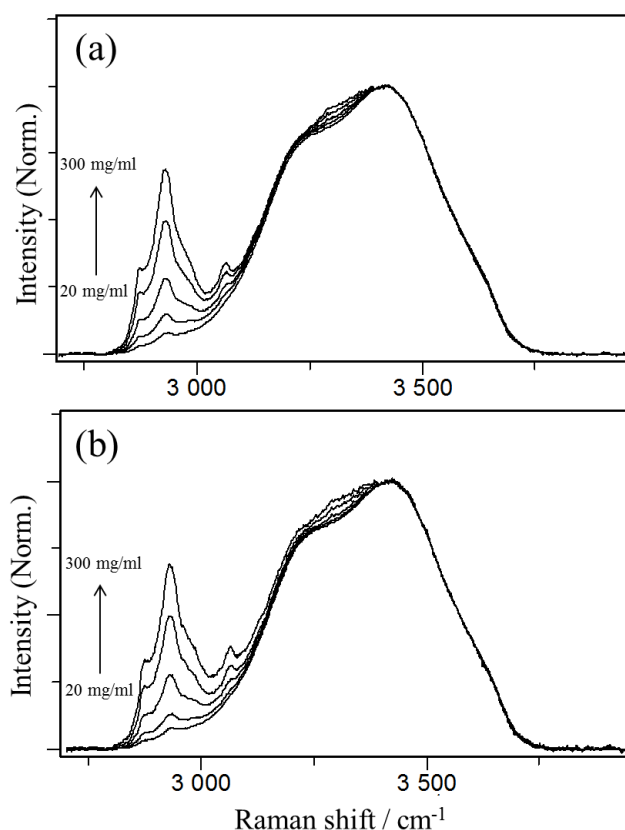 (a)
Intensity (Norm.)
300 mg/ml
20 mg/ml
3 000
3 500
(b)
Intensity (Norm.)
300 mg/ml
20 mg/ml
3 000
3 500
Raman shift / cm-1